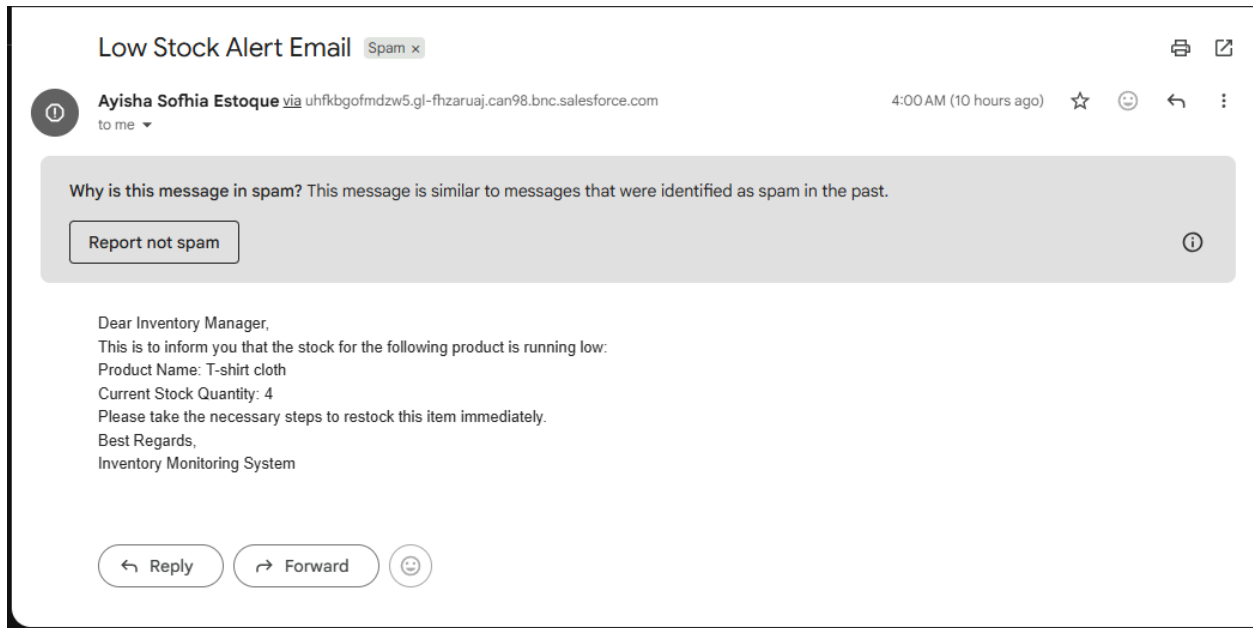 Low Stock Alert Email Spam ×
Ayisha Sofhia Estoque via uhfkbgofmdzw5.gl-fhzaruaj.can98.bnc.salesforce.com 4:00 AM (10 hours ago)
to me
Why is this message in spam? This message is similar to messages that were identified as spam in the past.
Report not spam
Dear Inventory Manager,
This is to inform you that the stock for the following product is running low:
Product Name: T-shirt cloth
Current Stock Quantity: 4
Please take the necessary steps to restock this item immediately.
Best Regards,
Inventory Monitoring System
Reply Forward